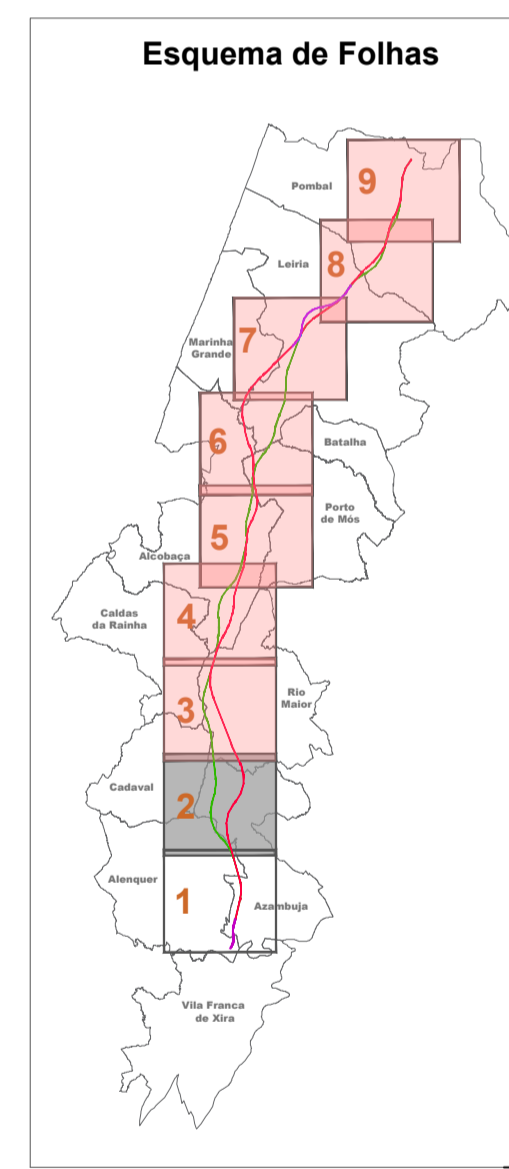 Esquema de Folhas
9
Pombal
8
Leiria
7
Marinha
Grande
6
Batalha
Porto
de Mós
5
Alcobaça
4
Caldas
da Rainha
Rio
Maior
3
Cadaval
2
Alenquer
1
Azambuja
Vila Franca
de Xira